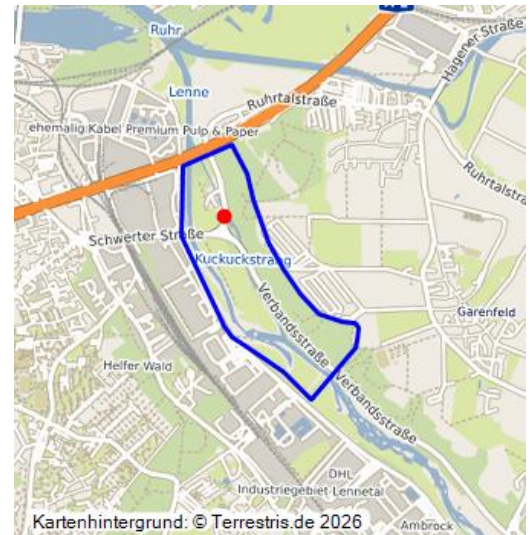 Ruhr
Hagener Straße
Lenne
Ruhrtalstraße
ehemalig Kabel Premium Pulp & Paper
Ruhrtalstraße
Schwerter Straße
Kuckuckstrang
Verbandsstraße
Garenfeld
Helfer Wald
Verbandsstraße
DHL
Industriegebiet-Lennetal
Kartenhintergrund: © Terrestris.de 2026
Ambrock